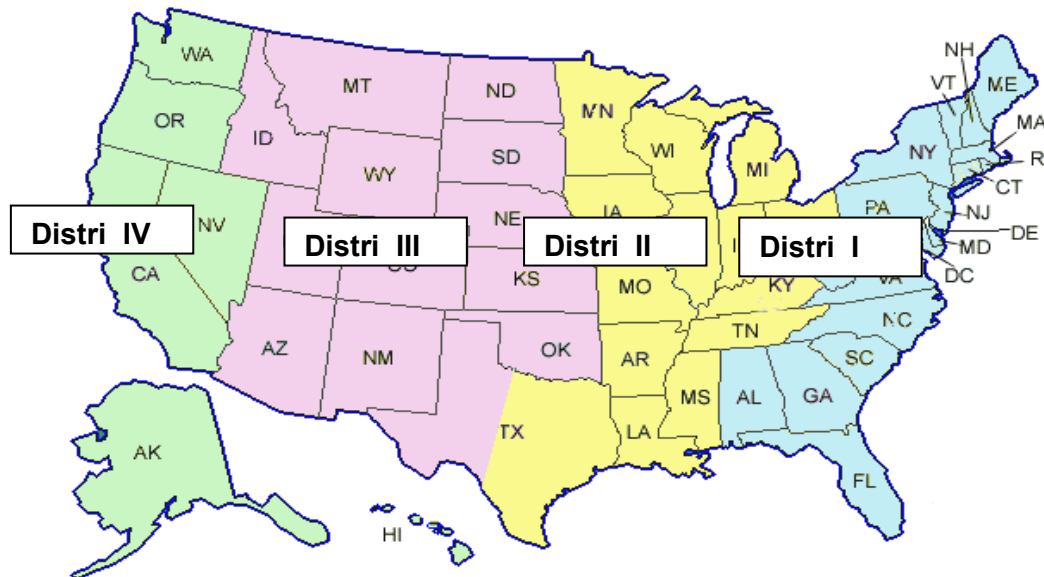 WA
OR
CA
NV
AK
HI
Distri IV
MT
ID
WY
ND
SD
NE
KS
AZ
NM
OK
Distri III
TX
MN
WI
MI
IA
MO
AR
LA
MS
TN
KY
Distri II
Distri I
NH
VT
ME
MA
R
CT
NY
PA
NJ
DE
MD
DC
VA
NC
SC
AL
GA
FL